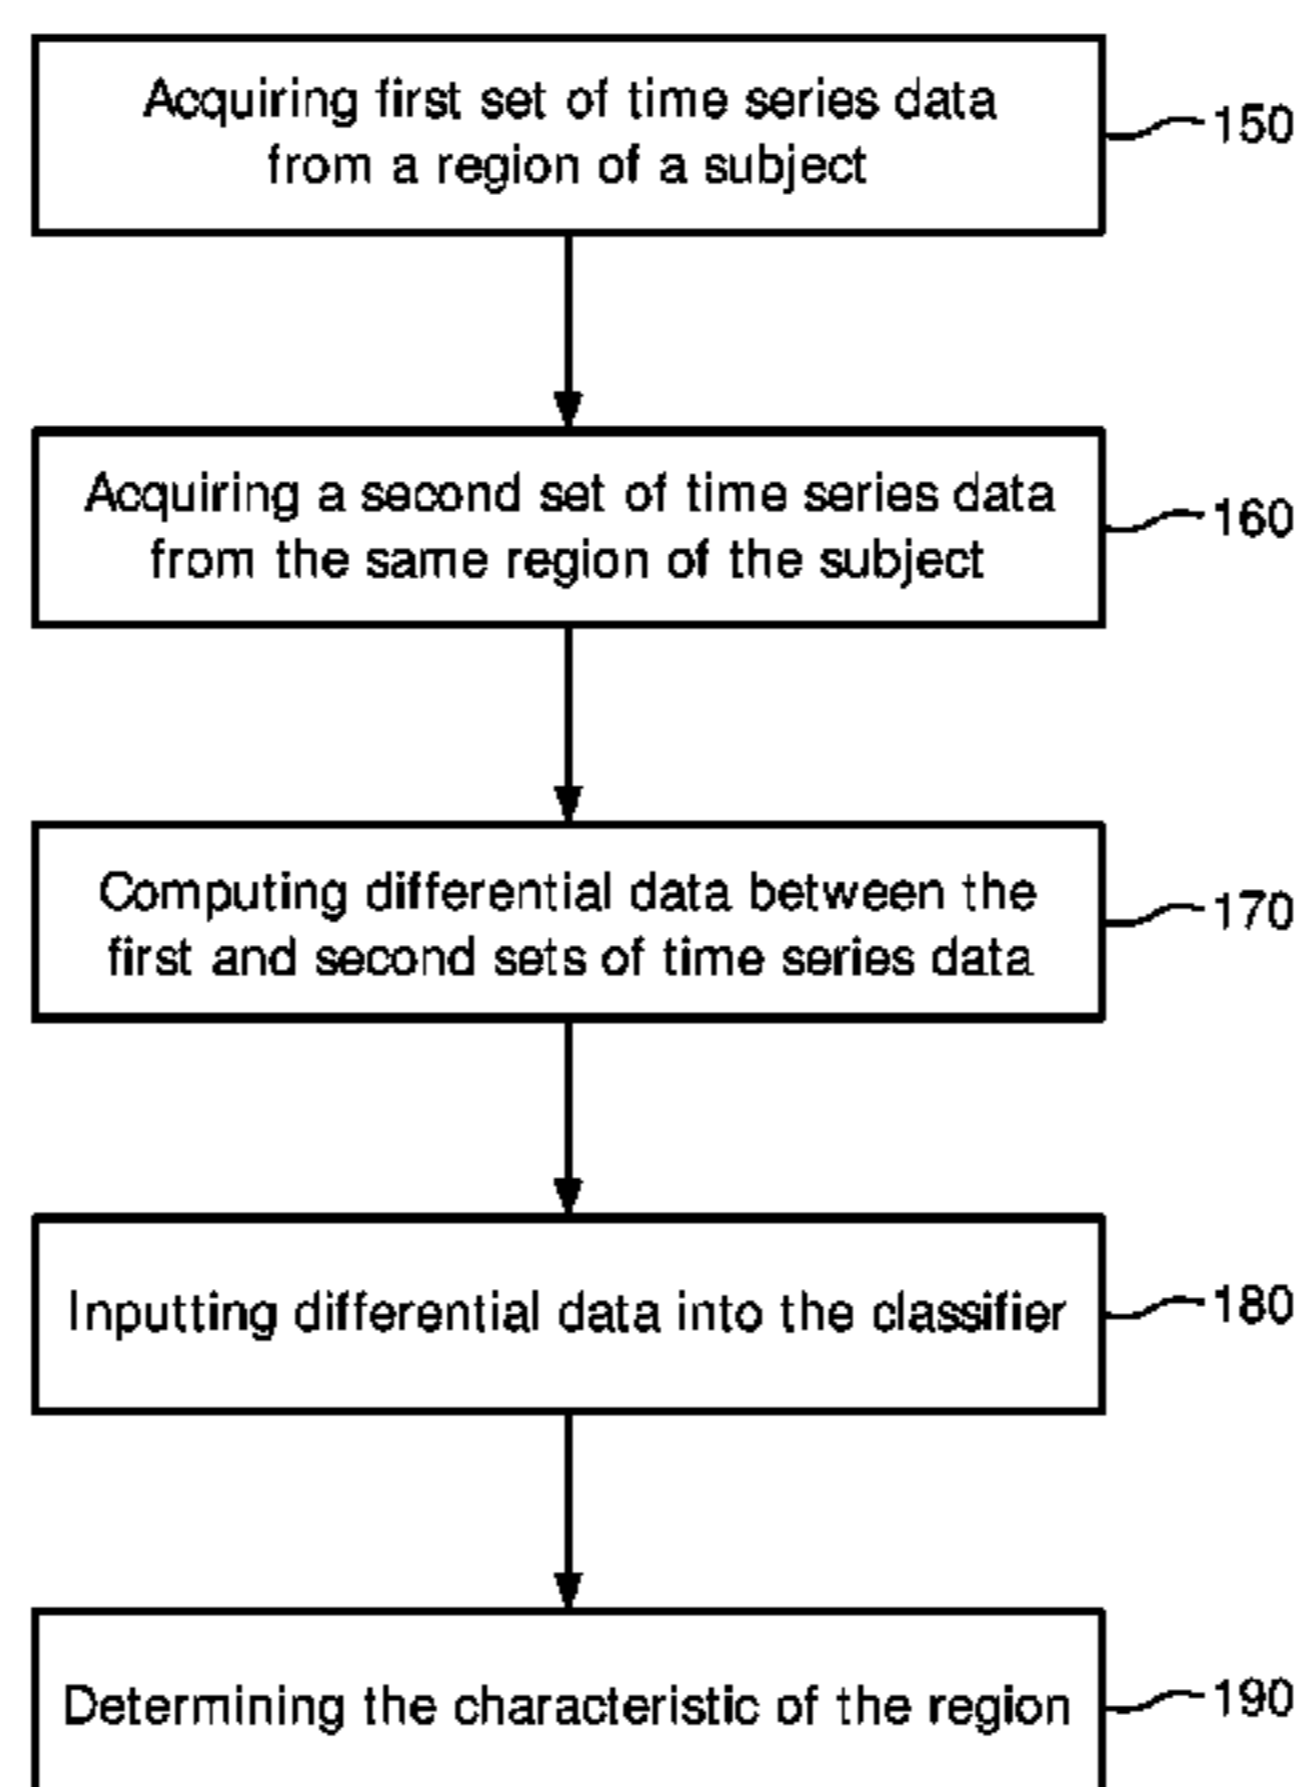 Acquiring first set of time series data
from a region of a subject
150
Acquiring a second set of time series data
from the same region of the subject
160
Computing differential data between the
first and second sets of time series data
170
Inputting differential data into the classifier
180
Determining the characteristic of the region
190